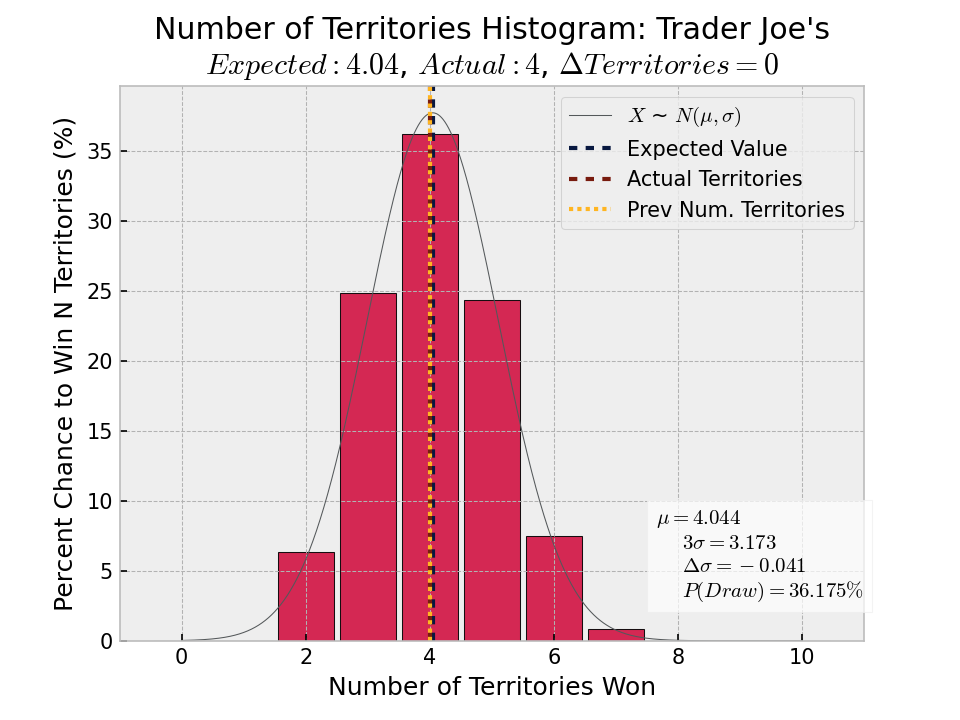 Number of Territories Histogram: Trader Joe's
Expected : 4.04, Actual : 4, ΔTerritories = 0
Percent Chance to Win N Territories (%)
35
30
25
20
15
10
5
0
X ~ N(μ, σ)
Expected Value
Actual Territories
Prev Num. Territories
μ = 4.044
3σ = 3.173
Δσ = − 0.041
P(Draw) = 36.175%
0 2 4 6 8 10
Number of Territories Won